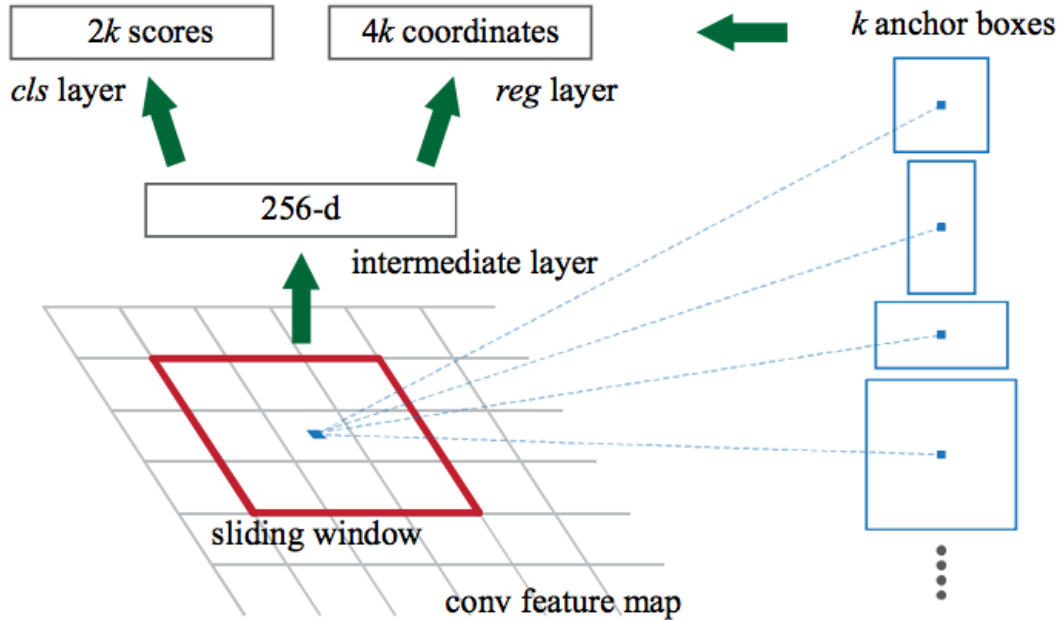 2k scores
4k coordinates
k anchor boxes
cls layer
reg layer
256-d
intermediate layer
sliding window
conv feature map